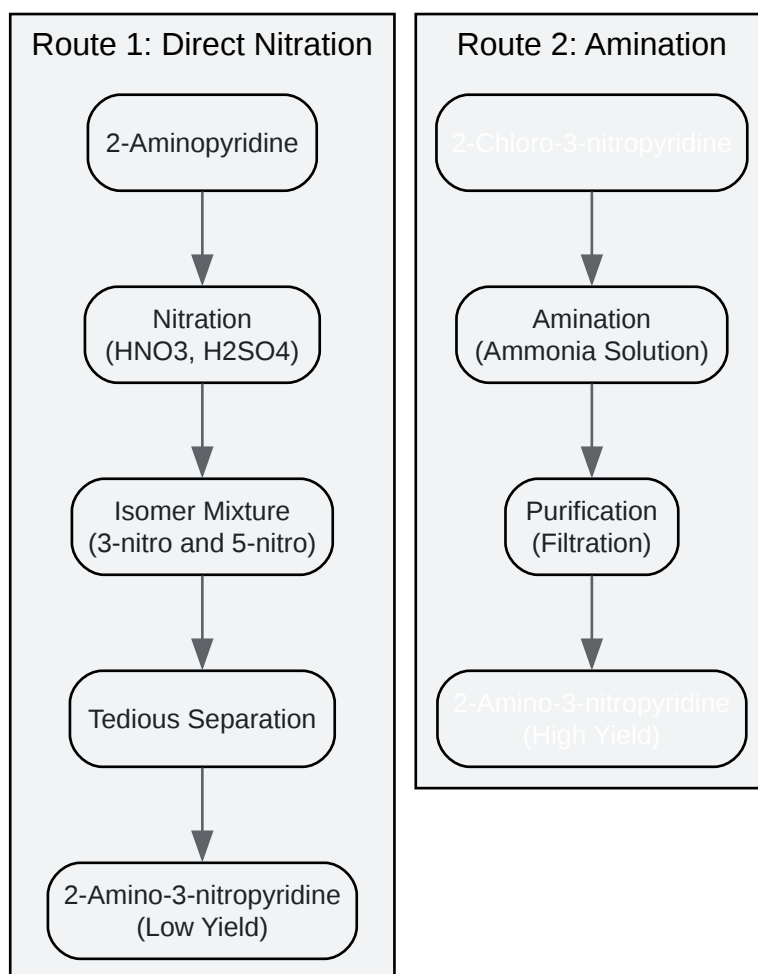 Route 1: Direct Nitration
2-Aminopyridine
Nitration
(HNO3, H2SO4)
Isomer Mixture
(3-nitro and 5-nitro)
Tedious Separation
2-Amino-3-nitropyridine
(Low Yield)
Route 2: Amination
2-Chloro-3-nitropyridine
Amination
(Ammonia Solution)
Purification
(Filtration)
2-Amino-3-nitropyridine
(High Yield)